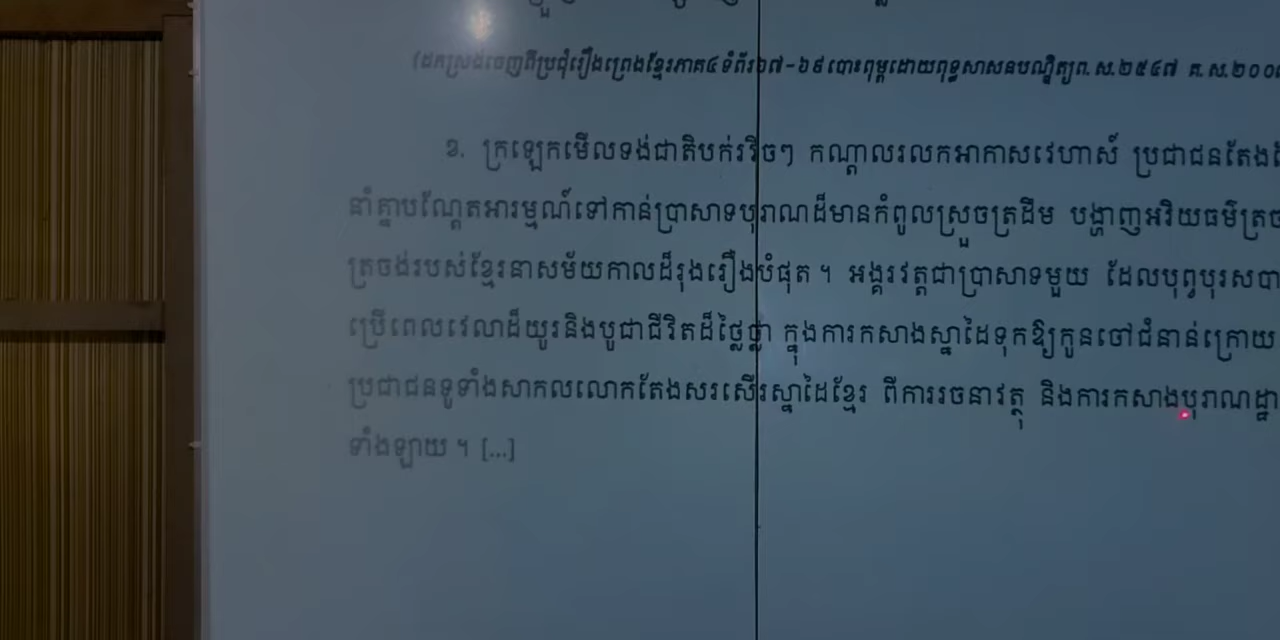 (ដកស្រង់ចេញពីប្រជុំរឿងព្រេងខ្មែរភាគ៤ ទំព័រ៦៧-៦៩ បោះពុម្ពដោយពុទ្ធសាសនបណ្ឌិត្យព.ស.២៥៤៧ គ.ស.២០០
ខ. ក្រឡេកមើលទង់ជាតិបក់រវិចៗ កណ្តាលរលកអាកាសវេហាស៍ ប្រជាជនតែង
នាំគ្នាបណ្តែតអារម្មណ៍ទៅកាន់ប្រាសាទបុរាណដ៏មានកំពូលស្រួចត្រដឹម បង្ហាញអរិយធម៌
ត្រចង់របស់ខ្មែរនាសម័យកាលដ៏រុងរឿងបំផុត ។ អង្គរវត្តជាប្រាសាទមួយ ដែលបុព្វបុរស
ប្រើពេលវេលាដ៏យូរនិងបូជាជីវិតដ៏ថ្លៃថ្លា ក្នុងការកសាងស្នាដៃទុកឱ្យកូនចៅជំនាន់ក្រោយ
ប្រជាជនទូទាំងសាកលលោកតែងសរសើរស្នាដៃខ្មែរ ពីការរចនាវត្ថុ និងការកសាងបុរាណដ្ឋា
ទាំងឡាយ ។ [...]